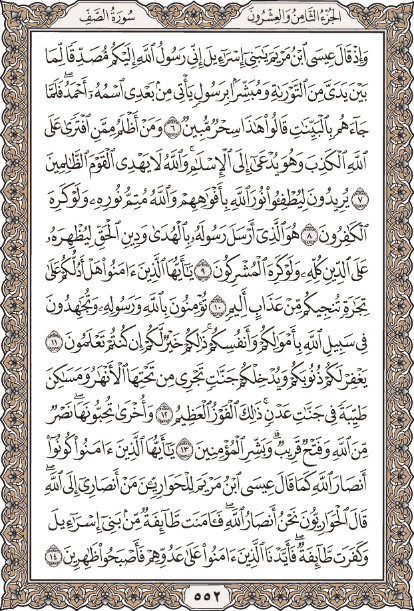 الجزء الثامن والعشرون سورة الصف
وَإِذْ قَالَ عِيسَى ٱبْنُ مَرْيَمَ يَٰبَنِىٓ إِسْرَٰٓءِيلَ إِنِّى رَسُولُ ٱللَّهِ إِلَيْكُم مُّصَدِّقًا لِّمَا
بَيْنَ يَدَىَّ مِنَ ٱلتَّوْرَىٰةِ وَمُبَشِّرًۢا بِرَسُولٍ يَأْتِى مِنۢ بَعْدِى ٱسْمُهُۥٓ أَحْمَدُ ۖ فَلَمَّا
جَآءَهُم بِٱلْبَيِّنَٰتِ قَالُوا۟ هَٰذَا سِحْرٌ مُّبِينٌ ٦ وَمَنْ أَظْلَمُ مِمَّنِ ٱفْتَرَىٰ عَلَى
ٱللَّهِ ٱلْكَذِبَ وَهُوَ يُدْعَىٰٓ إِلَى ٱلْإِسْلَٰمِ ۚ وَٱللَّهُ لَا يَهْدِى ٱلْقَوْمَ ٱلظَّٰلِمِينَ
٧ يُرِيدُونَ لِيُطْفِـُٔوا۟ نُورَ ٱللَّهِ بِأَفْوَٰهِهِمْ وَٱللَّهُ مُتِمُّ نُورِهِۦ وَلَوْ كَرِهَ
ٱلْكَٰفِرُونَ ٨ هُوَ ٱلَّذِىٓ أَرْسَلَ رَسُولَهُۥ بِٱلْهُدَىٰ وَدِينِ ٱلْحَقِّ لِيُظْهِرَهُۥ
عَلَى ٱلدِّينِ كُلِّهِۦ وَلَوْ كَرِهَ ٱلْمُشْرِكُونَ ٩ يَٰٓأَيُّهَا ٱلَّذِينَ ءَامَنُوا۟ هَلْ أَدُلُّكُمْ عَلَىٰ
تِجَٰرَةٍ تُنجِيكُم مِّنْ عَذَابٍ أَلِيمٍ ١٠ تُؤْمِنُونَ بِٱللَّهِ وَرَسُولِهِۦ وَتُجَٰهِدُونَ
فِى سَبِيلِ ٱللَّهِ بِأَمْوَٰلِكُمْ وَأَنفُسِكُمْ ۚ ذَٰلِكُمْ خَيْرٌ لَّكُمْ إِن كُنتُمْ تَعْلَمُونَ ١١
يَغْفِرْ لَكُمْ ذُنُوبَكُمْ وَيُدْخِلْكُمْ جَنَّٰتٍ تَجْرِى مِن تَحْتِهَا ٱلْأَنْهَٰرُ وَمَسَٰكِنَ
طَيِّبَةً فِى جَنَّٰتِ عَدْنٍ ۚ ذَٰلِكَ ٱلْفَوْزُ ٱلْعَظِيمُ ١٢ وَأُخْرَىٰ تُحِبُّونَهَا ۖ نَصْرٌ
مِّنَ ٱللَّهِ وَفَتْحٌ قَرِيبٌ ۗ وَبَشِّرِ ٱلْمُؤْمِنِينَ ١٣ يَٰٓأَيُّهَا ٱلَّذِينَ ءَامَنُوا۟ كُونُوٓا۟
أَنصَارَ ٱللَّهِ كَمَا قَالَ عِيسَى ٱبْنُ مَرْيَمَ لِلْحَوَارِيِّـۧنَ مَنْ أَنصَارِىٓ إِلَى ٱللَّهِ ۖ
قَالَ ٱلْحَوَارِيُّونَ نَحْنُ أَنصَارُ ٱللَّهِ ۖ فَـَٔامَنَت طَّآئِفَةٌ مِّنۢ بَنِىٓ إِسْرَٰٓءِيلَ
وَكَفَرَت طَّآئِفَةٌ ۖ فَأَيَّدْنَا ٱلَّذِينَ ءَامَنُوا۟ عَلَىٰ عَدُوِّهِمْ فَأَصْبَحُوا۟ ظَٰهِرِينَ ١٤
٥٥٢